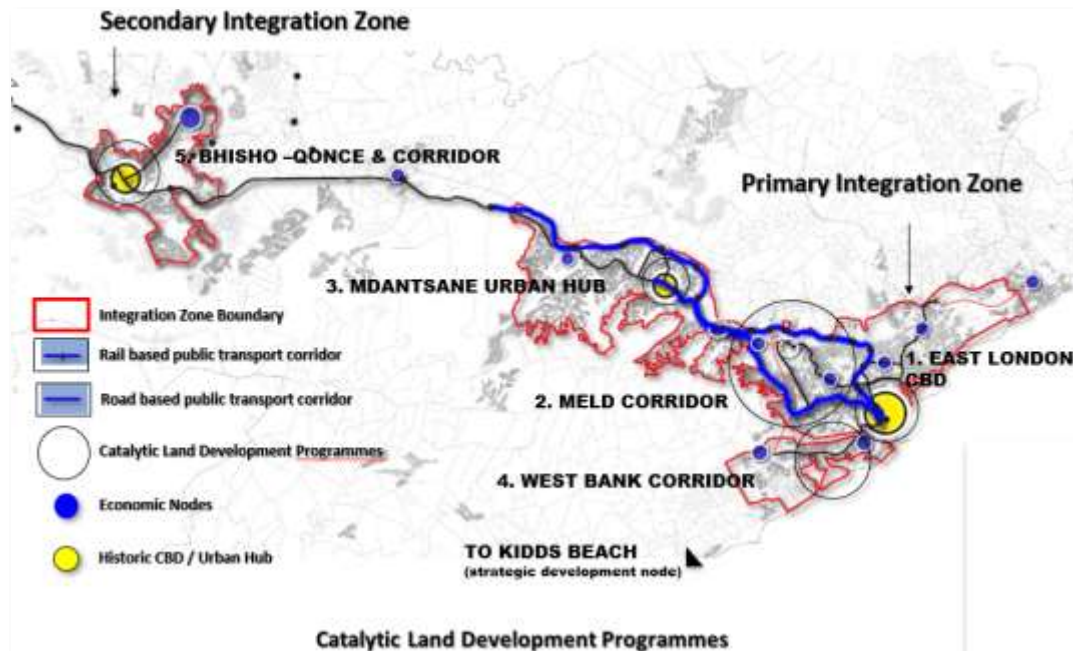 Secondary Integration Zone
5. BHISHO –QONCE & CORRIDOR
Primary Integration Zone
3. MDANTSANE URBAN HUB
1. EAST LONDON
CBD
2. MELD CORRIDOR
4. WEST BANK CORRIDOR
TO KIDDS BEACH
(strategic development node)
Integration Zone Boundary
Rail based public transport corridor
Road based public transport corridor
Catalytic Land Development Programmes
Economic Nodes
Historic CBD / Urban Hub
Catalytic Land Development Programmes